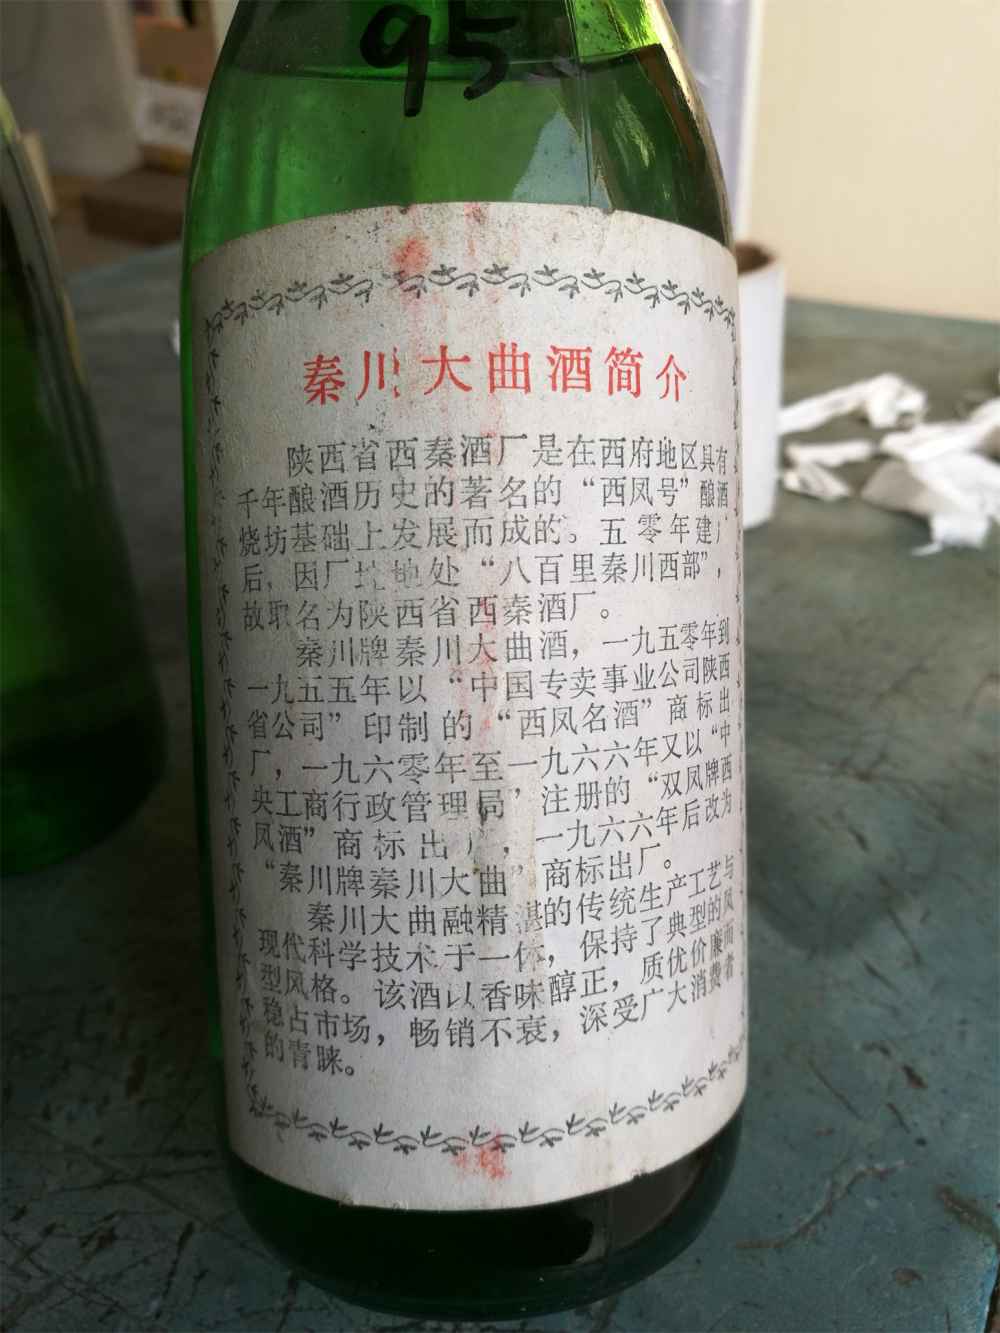 95
秦川大曲酒简介
陕西省西秦酒厂是在西府地区具有
千年酿酒历史的著名的“西凤号”酿酒
烧坊基础上发展而成的。五零年建厂
后，因厂址地处“八百里秦川西部”，
故取名为陕西省西秦酒厂。
秦川牌秦川大曲酒，一九五零年到
一九五五年以“中国专卖事业公司陕西
省公司”印制的“西凤名酒”商标出
厂，一九六零年至一九六六年又以“中
央工商行政管理局”注册的“双凤牌西
凤酒”商标出厂，一九六六年后改为
“秦川牌秦川大曲”商标出厂。
秦川大曲融精湛的传统生产工艺与
现代科学技术于一体，保持了典型的凤
型风格。该酒以香味醇正，质优价廉而
稳占市场，畅销不衰，深受广大消费者
的青睐。